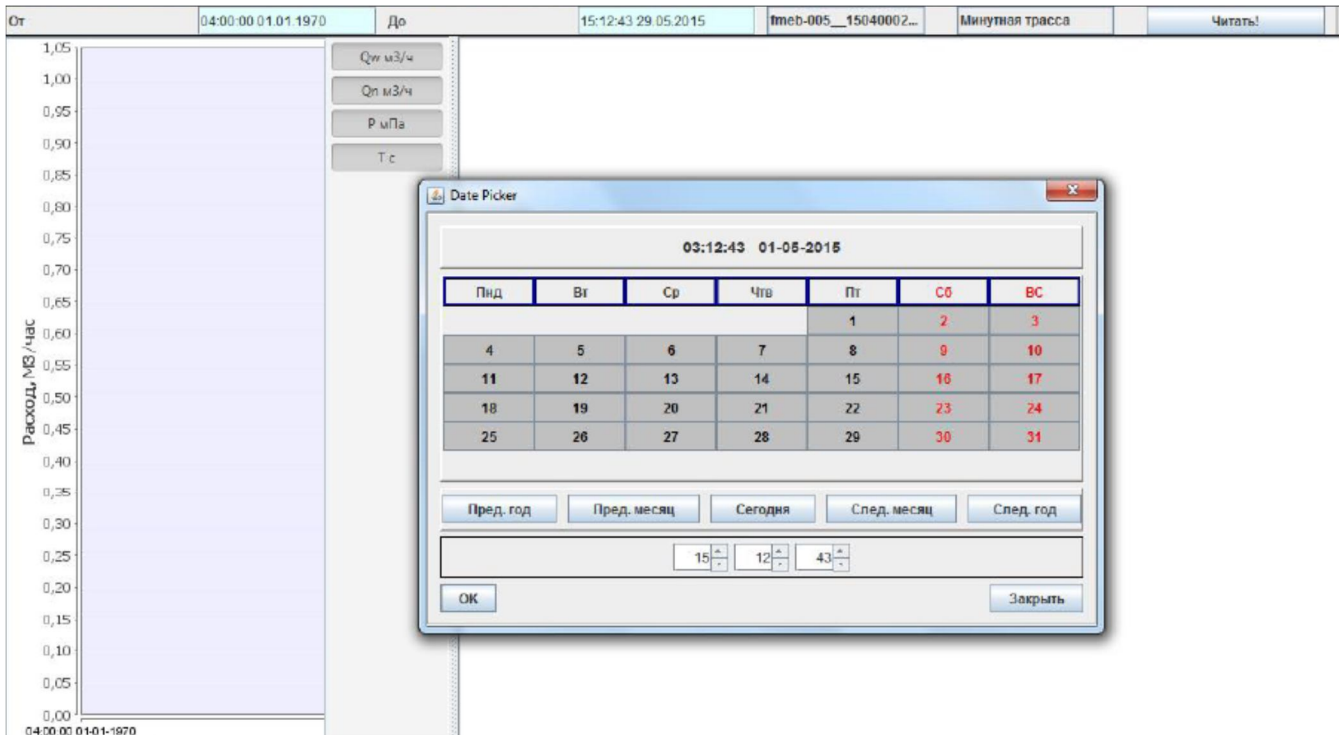 От 04:00:00 01.01.1970 До 15:12:43 29.05.2015 fmeb-005__15040002... Минутная трасса Читать!
1,05
1,00
0,95
0,90
0,85
0,80
0,75
0,70
0,65
0,60
0,55
0,50
0,45
0,40
0,35
0,30
0,25
0,20
0,15
0,10
0,05
0,00
Расход, М3/час
04:00:00 01-01-1970
Qw м3/ч
Qn м3/ч
P мПа
T c
Date Picker
03:12:43 01-05-2015
Пнд Вт Ср Чтв Пт Сб ВС
1 2 3
4 5 6 7 8 9 10
11 12 13 14 15 16 17
18 19 20 21 22 23 24
25 26 27 28 29 30 31
Пред. год Пред. месяц Сегодня След. месяц След. год
15 12 43
OK Закрыть